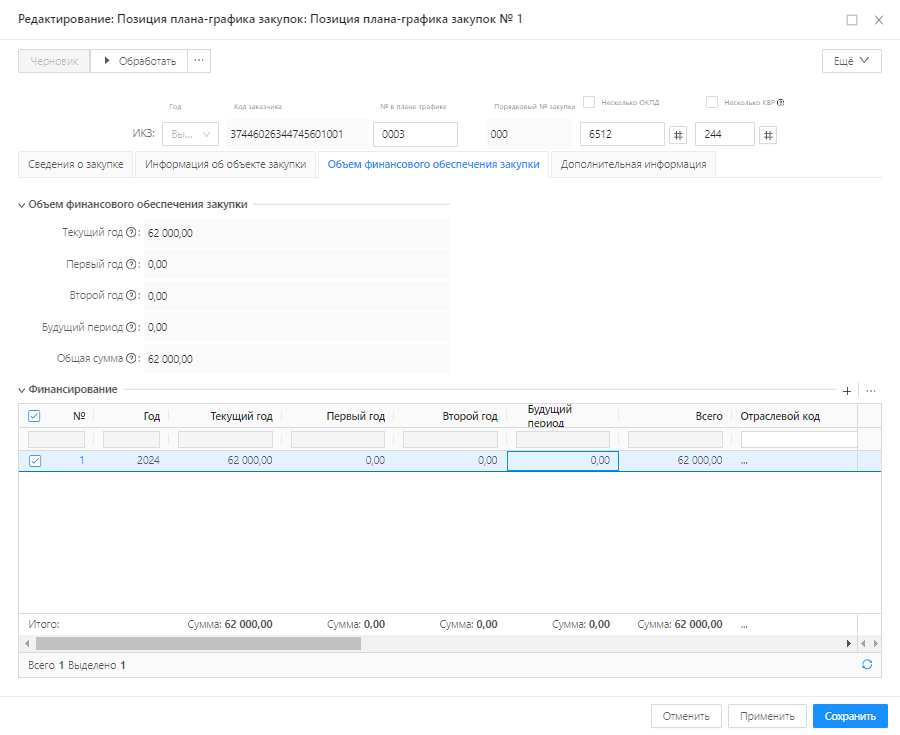 Редактирование: Позиция плана-графика закупок: Позиция плана-графика закупок № 1
Черновик Обработать ... Ещё
Год Код заказчика № в плане-графике Порядковый № закупки Несколько ОКПД Несколько КВР
ИКЗ: Вы... 37446026344745601001 0003 000 6512 # 244 #
Сведения о закупке Информация об объекте закупки Объем финансового обеспечения закупки Дополнительная информация
Объем финансового обеспечения закупки
Текущий год : 62 000,00
Первый год : 0,00
Второй год : 0,00
Будущий период : 0,00
Общая сумма : 62 000,00
Финансирование + ...
№ Год Текущий год Первый год Второй год Будущий период Всего Отраслевой код
1 2024 62 000,00 0,00 0,00 0,00 62 000,00 ...
Итого: Сумма: 62 000,00 Сумма: 0,00 Сумма: 0,00 Сумма: 0,00 Сумма: 62 000,00 ...
Всего 1 Выделено 1
Отменить Применить Сохранить